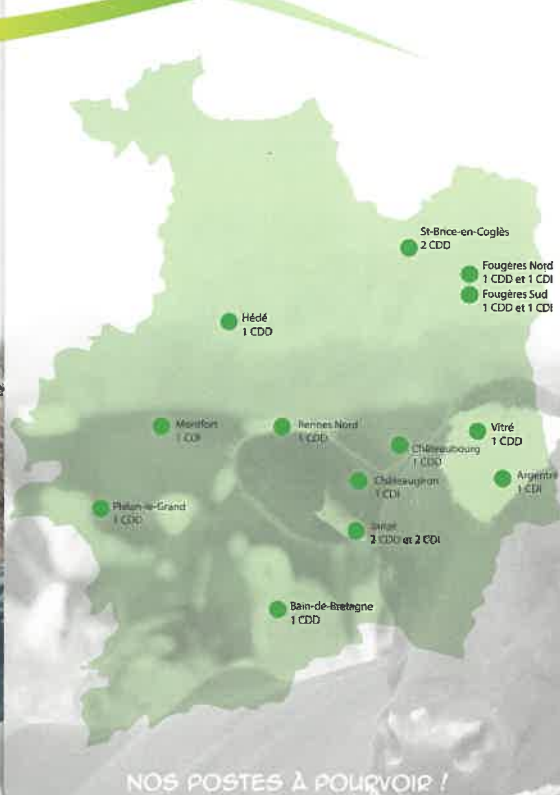 St-Brice-en-Coglès
2 CDD
Fougères Nord
1 CDD et 1 CDI
Fougères Sud
1 CDD et 1 CDI
Hédé
1 CDD
Montfort
1 CDI
Rennes Nord
1 CDD
Vitré
1 CDD
Châteaubourg
1 CDD
Châteaugiron
1 CDI
Argentré
1 CDI
Plélan-le-Grand
1 CDD
Janzé
2 CDD et 2 CDI
Bain-de-Bretagne
1 CDD
NOS POSTES À POURVOIR !